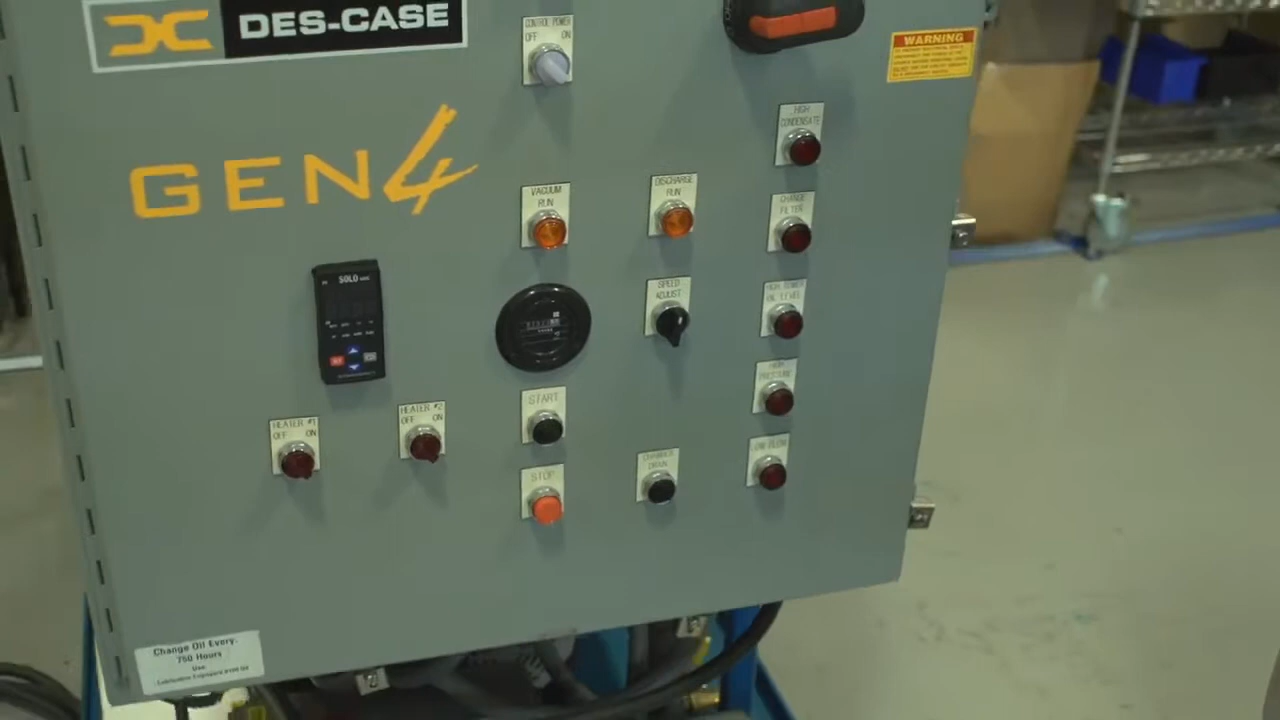 DES-CASE
CONTROL POWER
OFF ON
WARNING
GEN4
HIGH
CONDENSATE
VACUUM
RUN
DISCHARGE
RUN
CHANGE
FILTER
SOLO
SPEED
ADJUST
HIGH TOWER
OIL LEVEL
HIGH
PRESSURE
START
HEATER #1
OFF ON
HEATER #2
OFF ON
STOP
CHAMBER
DRAIN
LOW FLOW
Change Oil Every:
750 Hours
Use: